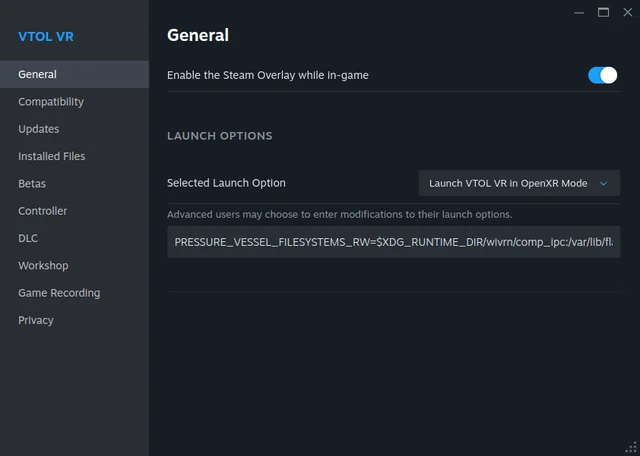 VTOL VR
General
Compatibility
Updates
Installed Files
Betas
Controller
DLC
Workshop
Game Recording
Privacy
General
Enable the Steam Overlay while in-game
LAUNCH OPTIONS
Selected Launch Option
Launch VTOL VR in OpenXR Mode
Advanced users may choose to enter modifications to their launch options.
PRESSURE_VESSEL_FILESYSTEMS_RW=$XDG_RUNTIME_DIR/wivrn/comp_ipc:/var/lib/fl